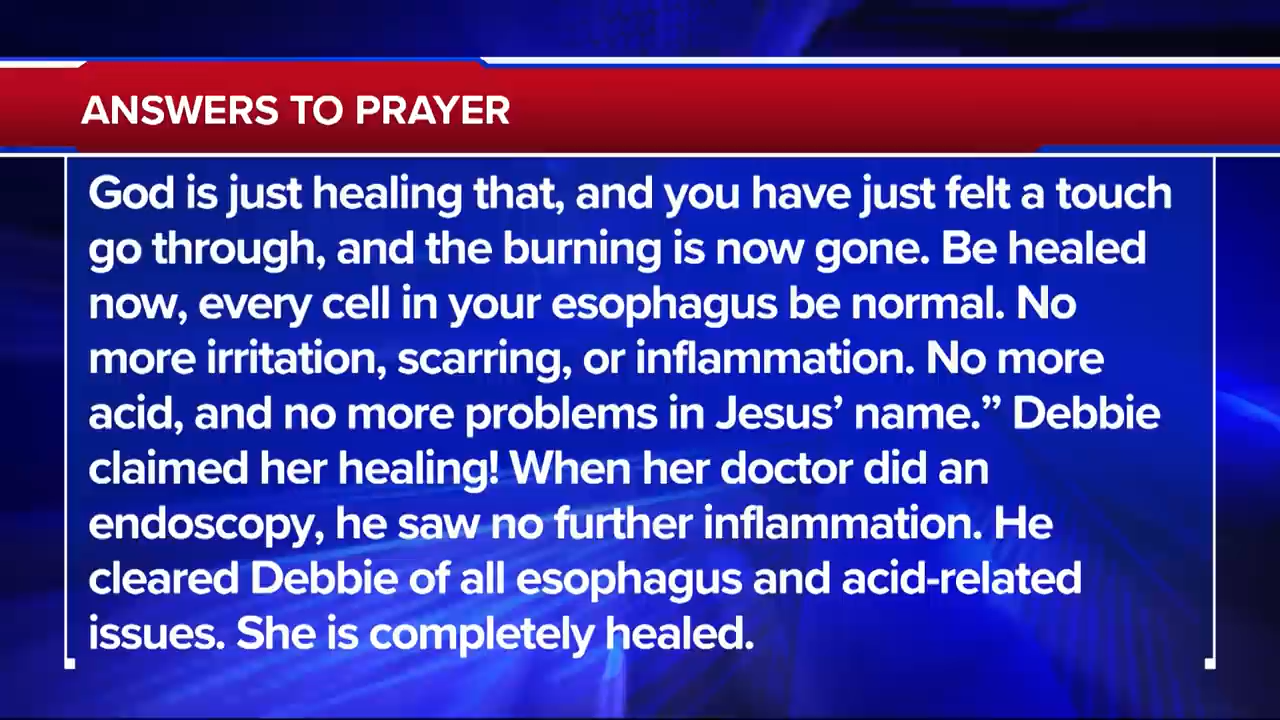 ANSWERS TO PRAYER
God is just healing that, and you have just felt a touch
go through, and the burning is now gone. Be healed
now, every cell in your esophagus be normal. No
more irritation, scarring, or inflammation. No more
acid, and no more problems in Jesus’ name.” Debbie
claimed her healing! When her doctor did an
endoscopy, he saw no further inflammation. He
cleared Debbie of all esophagus and acid-related
issues. She is completely healed.